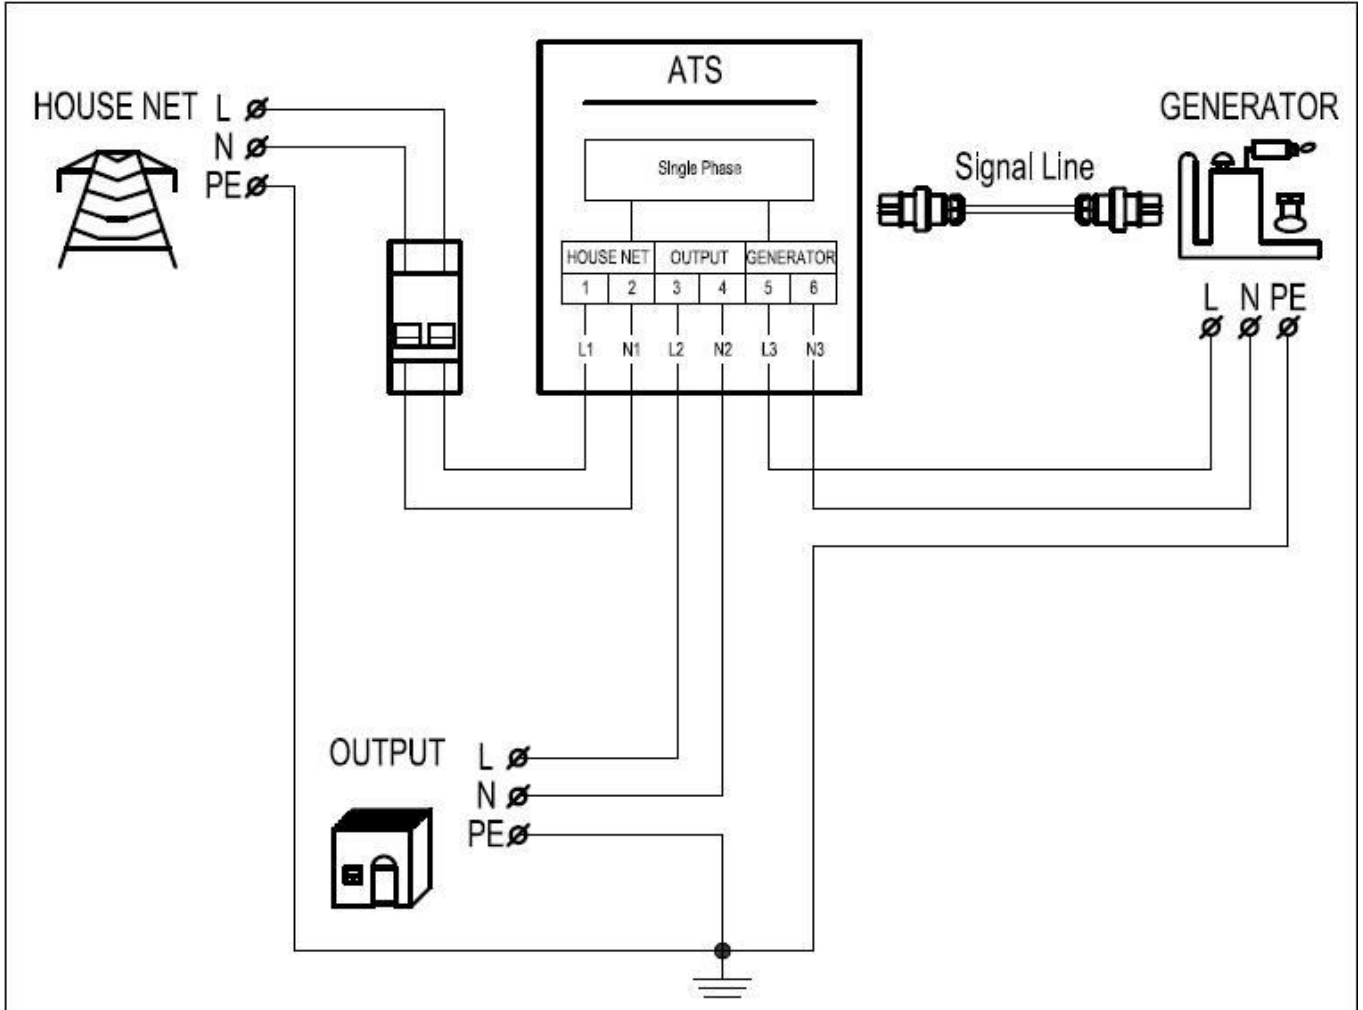 ATS
HOUSE NET L
N
PE
GENERATOR
Single Phase
Signal Line
HOUSE NET OUTPUT GENERATOR
1 2 3 4 5 6
L N PE
L1 N1 L2 N2 L3 N3
OUTPUT L
N
PE